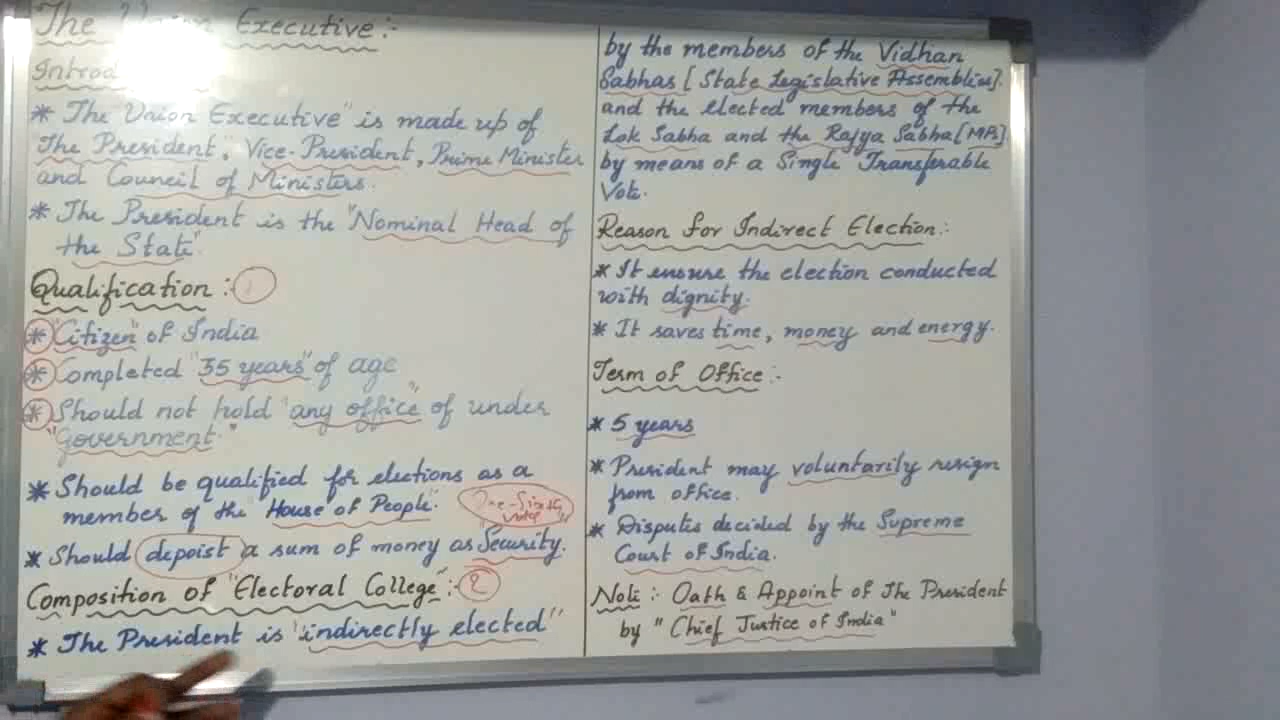 The Union Executive:-
Introd
* The Union Executive" is made up of
The President, Vice-President, Prime Minister
and Council of Ministers.
* The President is the "Nominal Head of
the State".
Qualification :- 1
* "Citizen" of India
* Completed "35 years" of age
* Should not hold "any office" of under
"Government."
* Should be qualified for elections as a
member of the "House of People".
One-Sixth
votes
* Should depoist a sum of money as Security.
Composition of "Electoral College":- 2
* The President is "indirectly elected"
by the members of the Vidhan
Sabhas [State Legislative Assemblies].
and the elected members of the
Lok Sabha and the Rajya Sabha [MPs]
by means of a Single Transferable
Vote.
Reason for Indirect Election:-
* It ensure the election conducted
with dignity.
* It saves time, money and energy.
Term of Office :-
* 5 years
* President may voluntarily resign
from office.
* Disputes decided by the Supreme
Court of India.
Note :- Oath & Appoint of The President
by "Chief Justice of India"